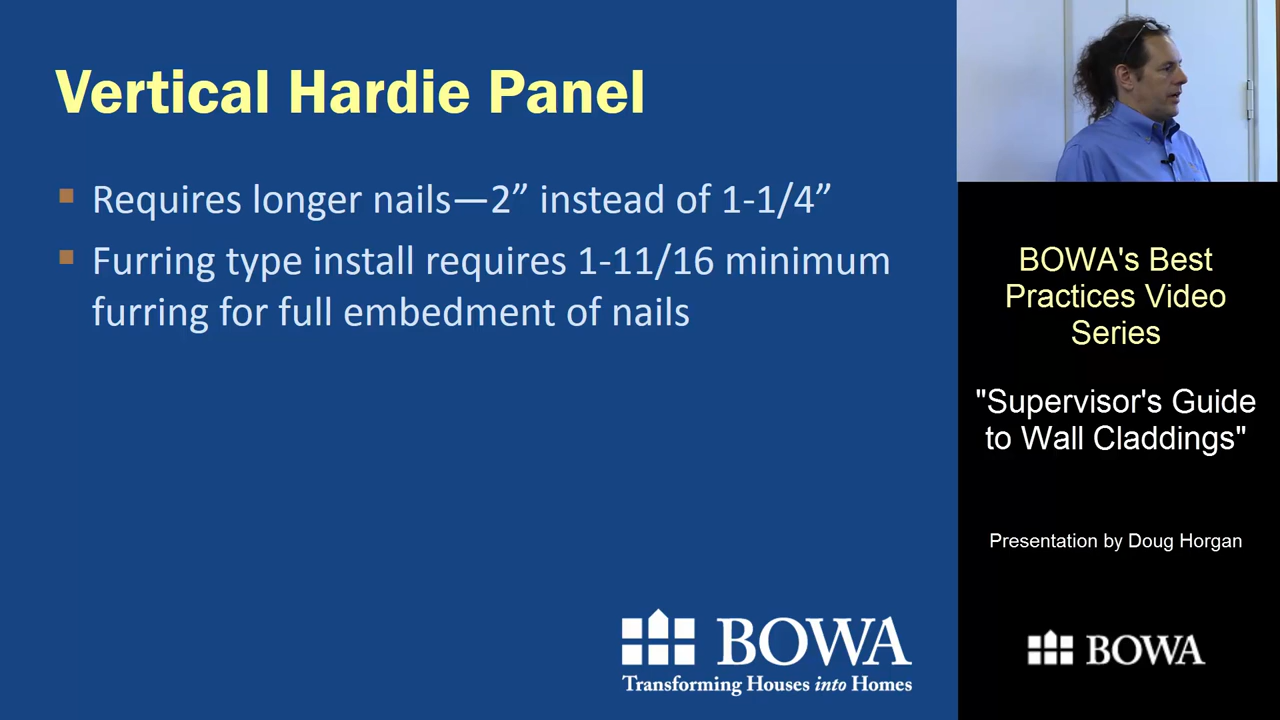 Vertical Hardie Panel
Requires longer nails—2” instead of 1-1/4”
Furring type install requires 1-11/16 minimum
furring for full embedment of nails
BOWA
Transforming Houses into Homes
BOWA's Best
Practices Video
Series
"Supervisor's Guide
to Wall Claddings"
Presentation by Doug Horgan
BOWA